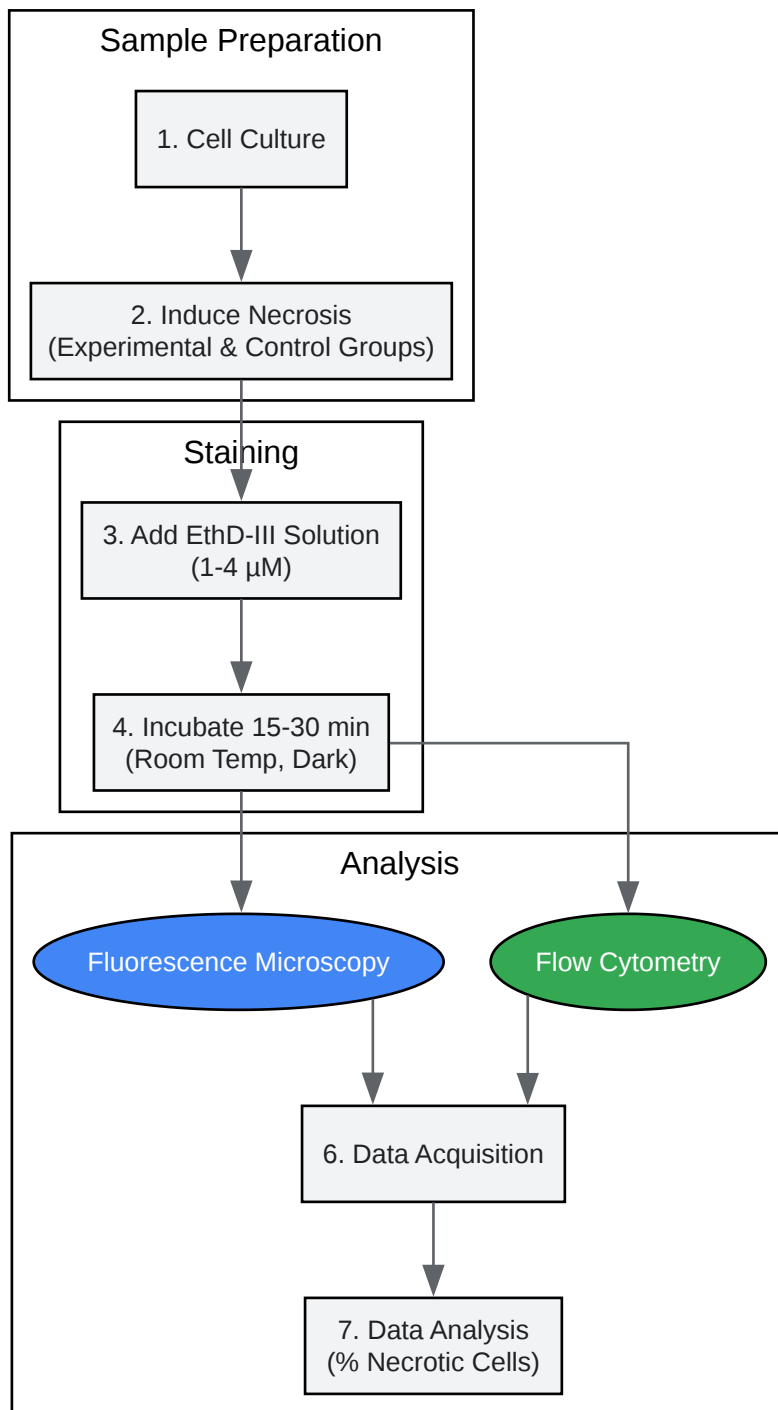 Sample Preparation
1. Cell Culture
2. Induce Necrosis
(Experimental & Control Groups)
Staining
3. Add EthD-III Solution
(1-4 µM)
4. Incubate 15-30 min
(Room Temp, Dark)
Analysis
Fluorescence Microscopy
Flow Cytometry
6. Data Acquisition
7. Data Analysis
(% Necrotic Cells)